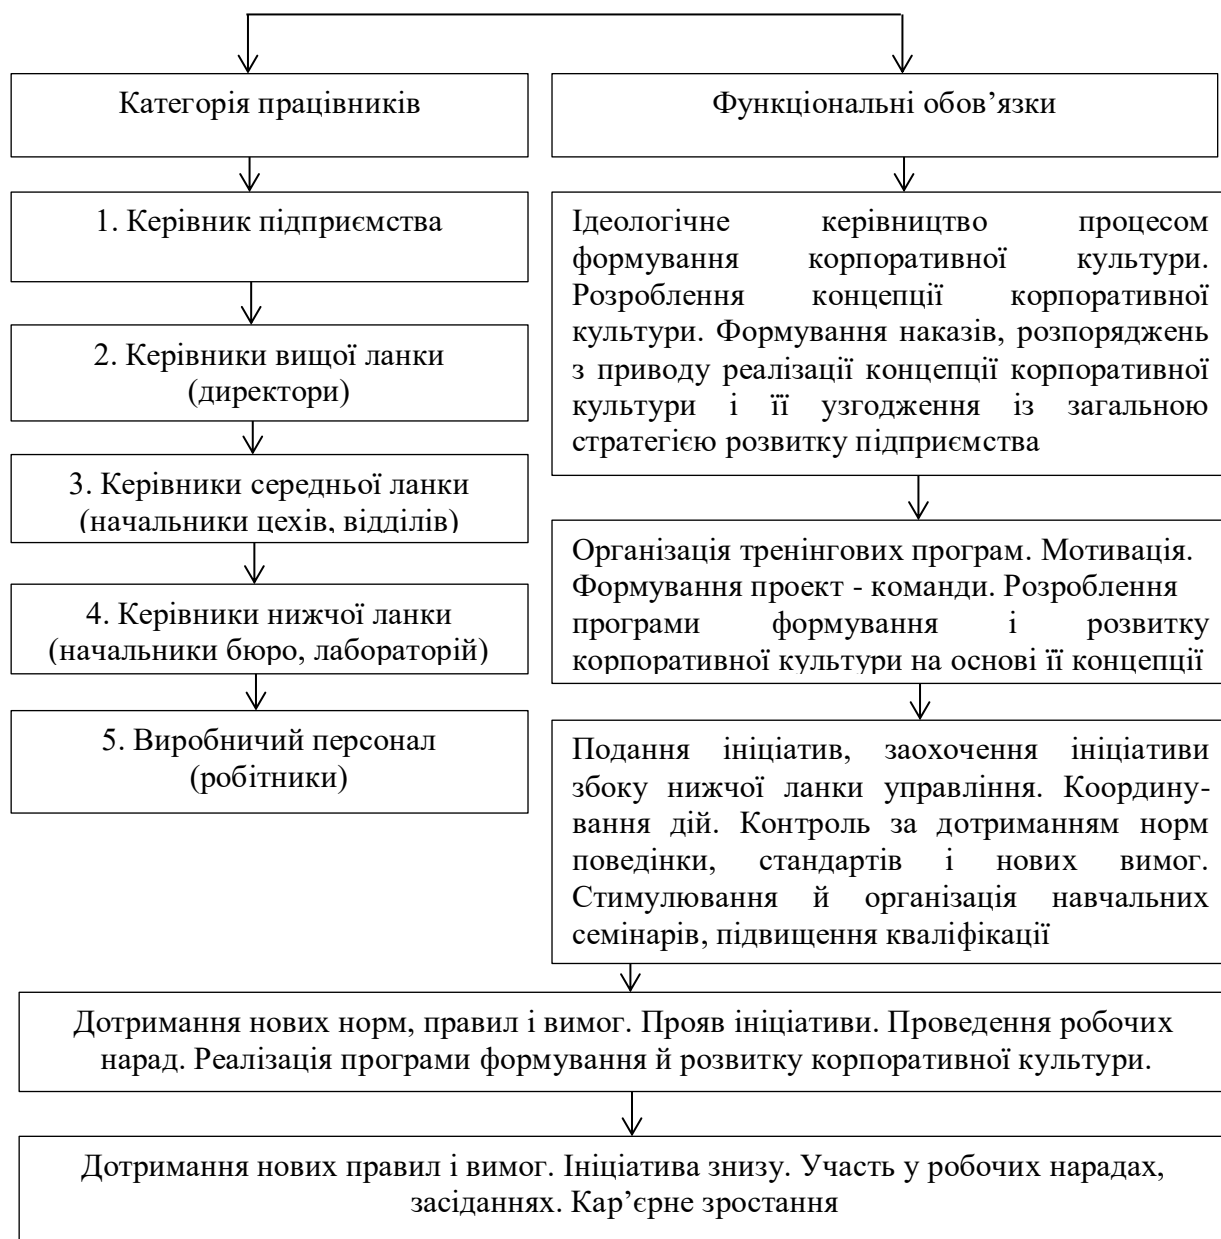 Категорія працівників
Функціональні обов’язки
1. Керівник підприємства
2. Керівники вищої ланки
(директори)
3. Керівники середньої ланки
(начальники цехів, відділів)
4. Керівники нижчої ланки
(начальники бюро, лабораторій)
5. Виробничий персонал
(робітники)
Ідеологічне керівництво процесом
формування корпоративної культури.
Розроблення концепції корпоративної
культури. Формування наказів, розпоряджень
з приводу реалізації концепції корпоративної
культури і її узгодження із загальною
стратегією розвитку підприємства
Організація тренінгових програм. Мотивація.
Формування проект - команди. Розроблення
програми формування і розвитку
корпоративної культури на основі її концепції
Подання ініціатив, заохочення ініціативи
збоку нижчої ланки управління. Координу-
вання дій. Контроль за дотриманням норм
поведінки, стандартів і нових вимог.
Стимулювання й організація навчальних
семінарів, підвищення кваліфікації
Дотримання нових норм, правил і вимог. Прояв ініціативи. Проведення робочих
нарад. Реалізація програми формування й розвитку корпоративної культури.
Дотримання нових правил і вимог. Ініціатива знизу. Участь у робочих нарадах,
засіданнях. Кар’єрне зростання